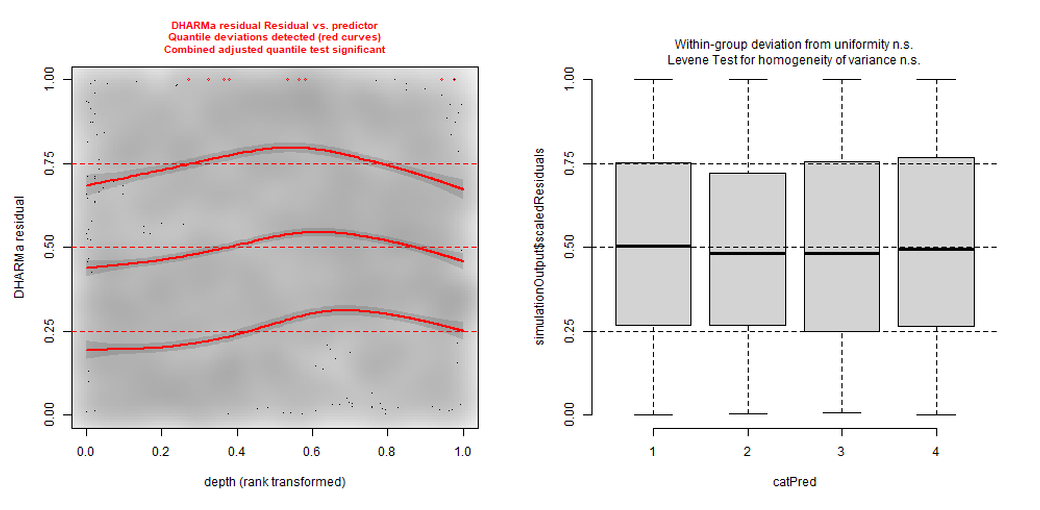 DHARMa residual Residual vs. predictor
Quantile deviations detected (red curves)
Combined adjusted quantile test significant
DHARMa residual
1.00
0.75
0.50
0.25
0.00
0.0 0.2 0.4 0.6 0.8 1.0
depth (rank transformed)
Within-group deviation from uniformity n.s.
Levene Test for homogeneity of variance n.s.
simulationOutput$scaledResiduals
1.00
0.75
0.50
0.25
0.00
1 2 3 4
catPred